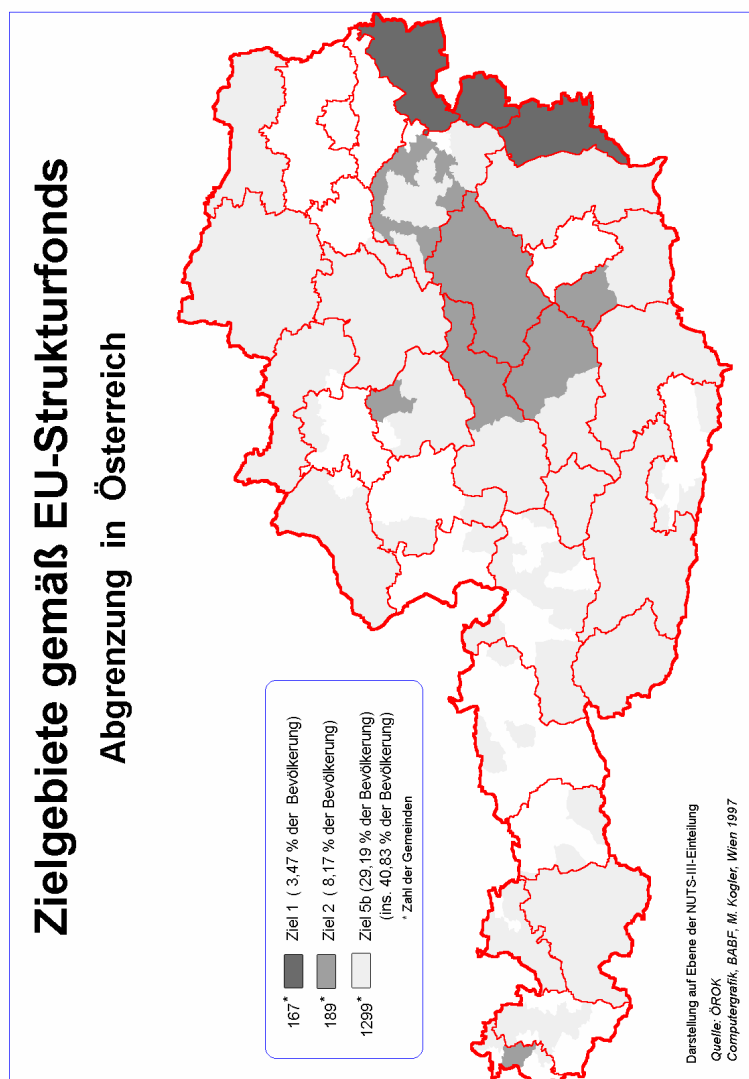 Zielgebiete gemäß EU-Strukturfonds
Abgrenzung in Österreich
167* Ziel 1 ( 3,47 % der Bevölkerung)
189* Ziel 2 ( 8,17 % der Bevölkerung)
1299* Ziel 5b (29,19 % der Bevölkerung)
(ins. 40,83 % der Bevölkerung)
* Zahl der Gemeinden
Darstellung auf Ebene der NUTS-III-Einteilung
Quelle: ÖROK
Computergrafik, BABF, M. Kogler, Wien 1997